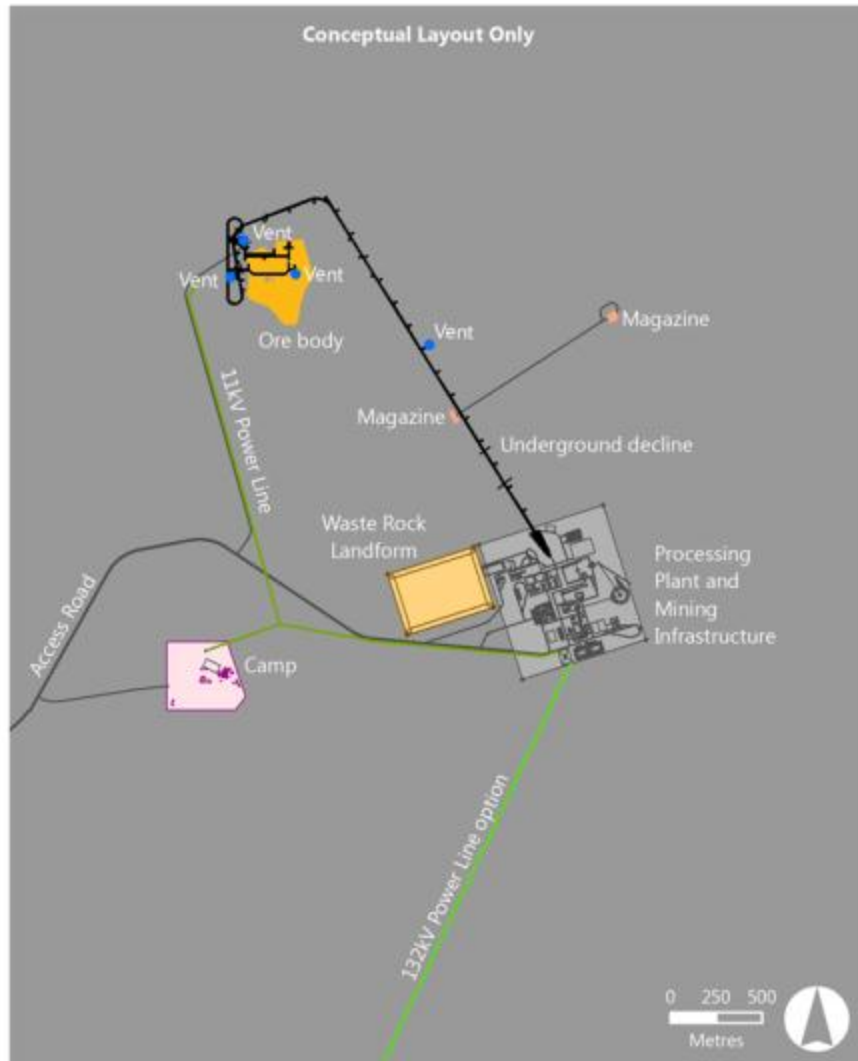 Conceptual Layout Only
Vent
Vent
Vent
Ore body
Vent
Magazine
Magazine
Underground decline
11kV Power Line
Waste Rock
Landform
Processing
Plant and
Mining
Infrastructure
Access Road
Camp
132kV Power Line option
0 250 500
Metres